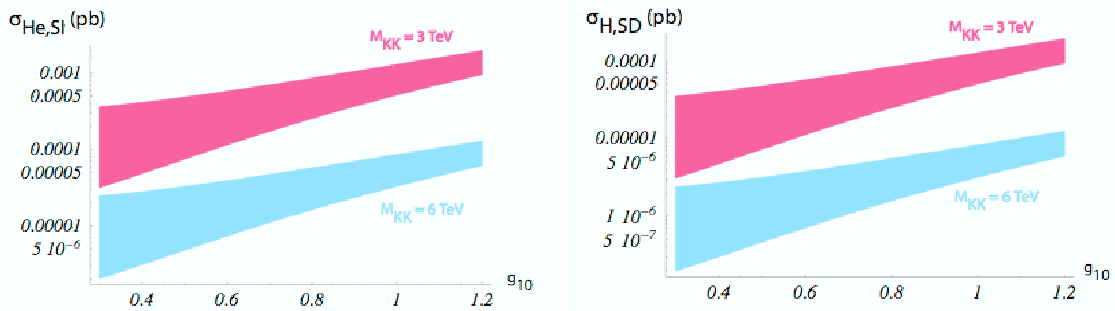 σHe,SI (pb)
MKK = 3 TeV
0.001
0.0005
0.0001
0.00005
0.00001
5 10⁻⁶
MKK = 6 TeV
g10
0.4 0.6 0.8 1 1.2
σH,SD (pb)
MKK = 3 TeV
0.0001
0.00005
0.00001
5 10⁻⁶
1 10⁻⁶
5 10⁻⁷
MKK = 6 TeV
g10
0.4 0.6 0.8 1 1.2